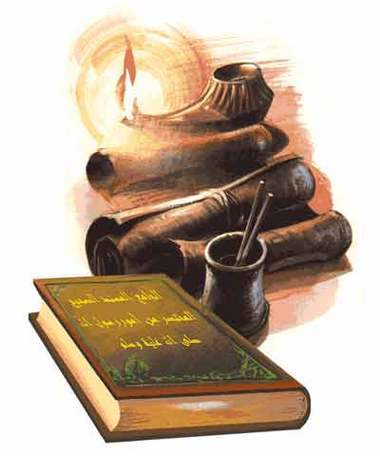 الجامع المسند الصحيح
المختصر من أمور رسول الله
صلى الله عليه وسلم